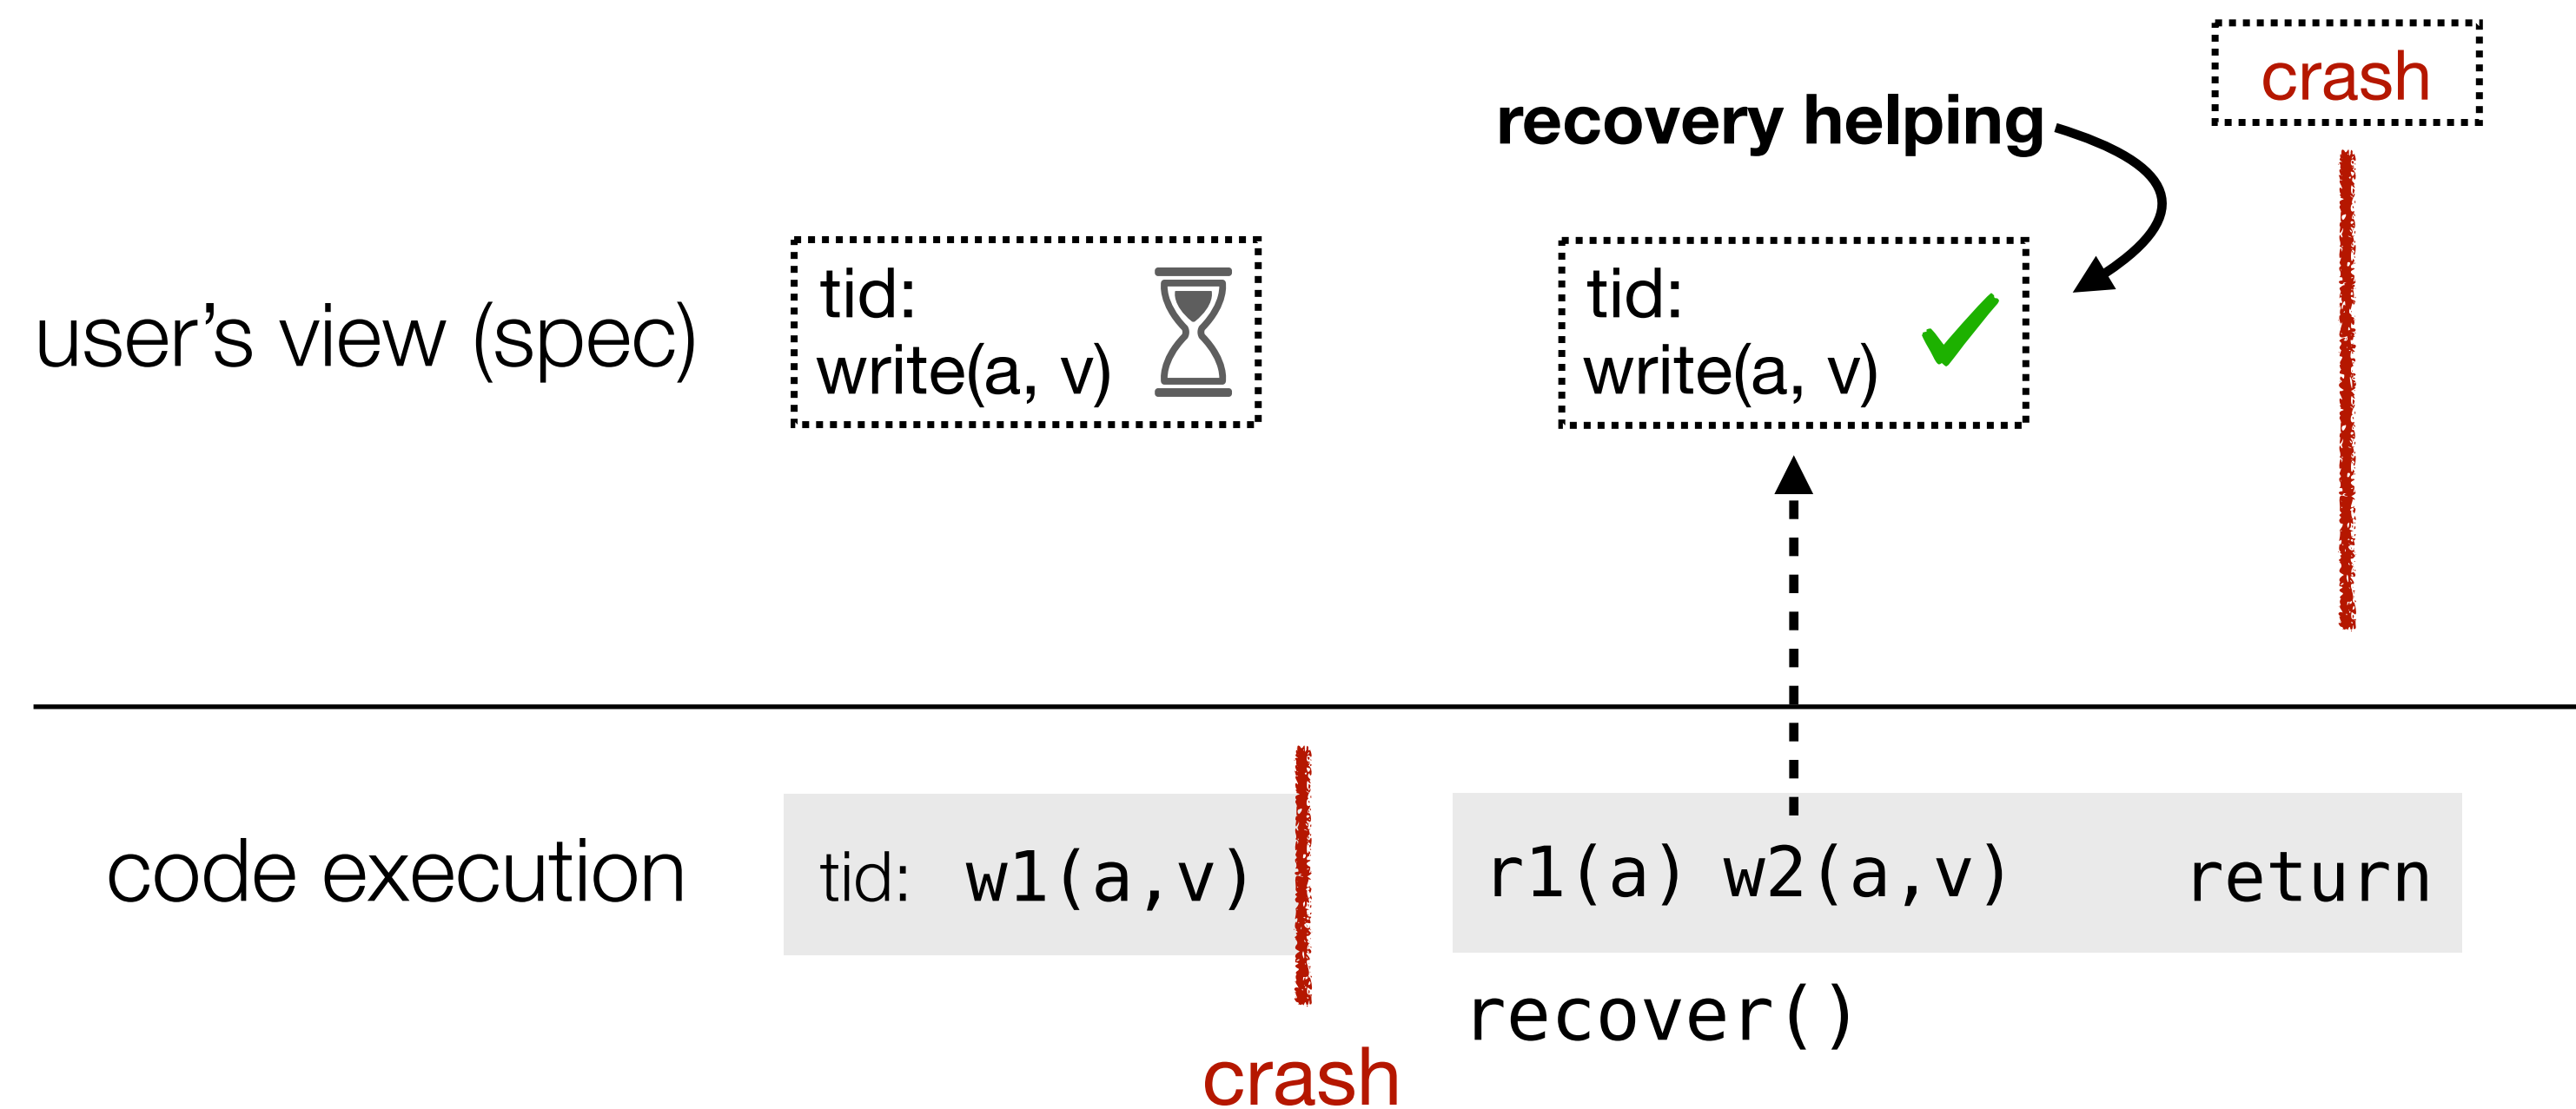 crash
recovery helping
user’s view (spec)
tid:
write(a, v)
tid:
write(a, v)
code execution
tid: w1(a,v)
r1(a) w2(a,v) return
recover()
crash